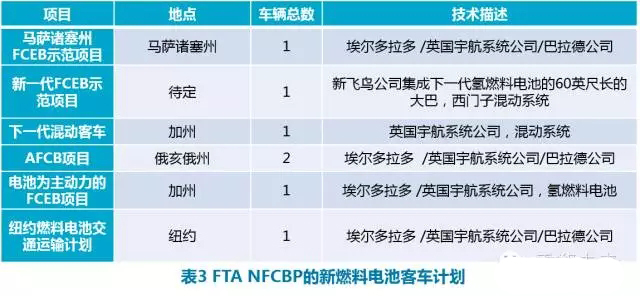 项目 地点 车辆总数 技术描述
马萨诸塞州
FCEB示范项目 马萨诸塞州 1 埃尔多拉多 /英国宇航系统公司/巴拉德公司
新一代FCEB示
范项目 待定 1 新飞鸟公司集成下一代氢燃料电池的60英尺长的
大巴，西门子混动系统
下一代混动客车 加州 1 英国宇航系统公司，混动系统
AFCB项目 俄亥俄州 2 埃尔多拉多 /英国宇航系统公司/巴拉德公司
电池为主动力的
FCEB项目 加州 1 埃尔多拉多 /英国宇航系统公司，氢燃料电池
纽约燃料电池交
通运输计划 纽约 1 埃尔多拉多 /英国宇航系统公司/巴拉德公司
表3 FTA NFCBP的新燃料电池客车计划